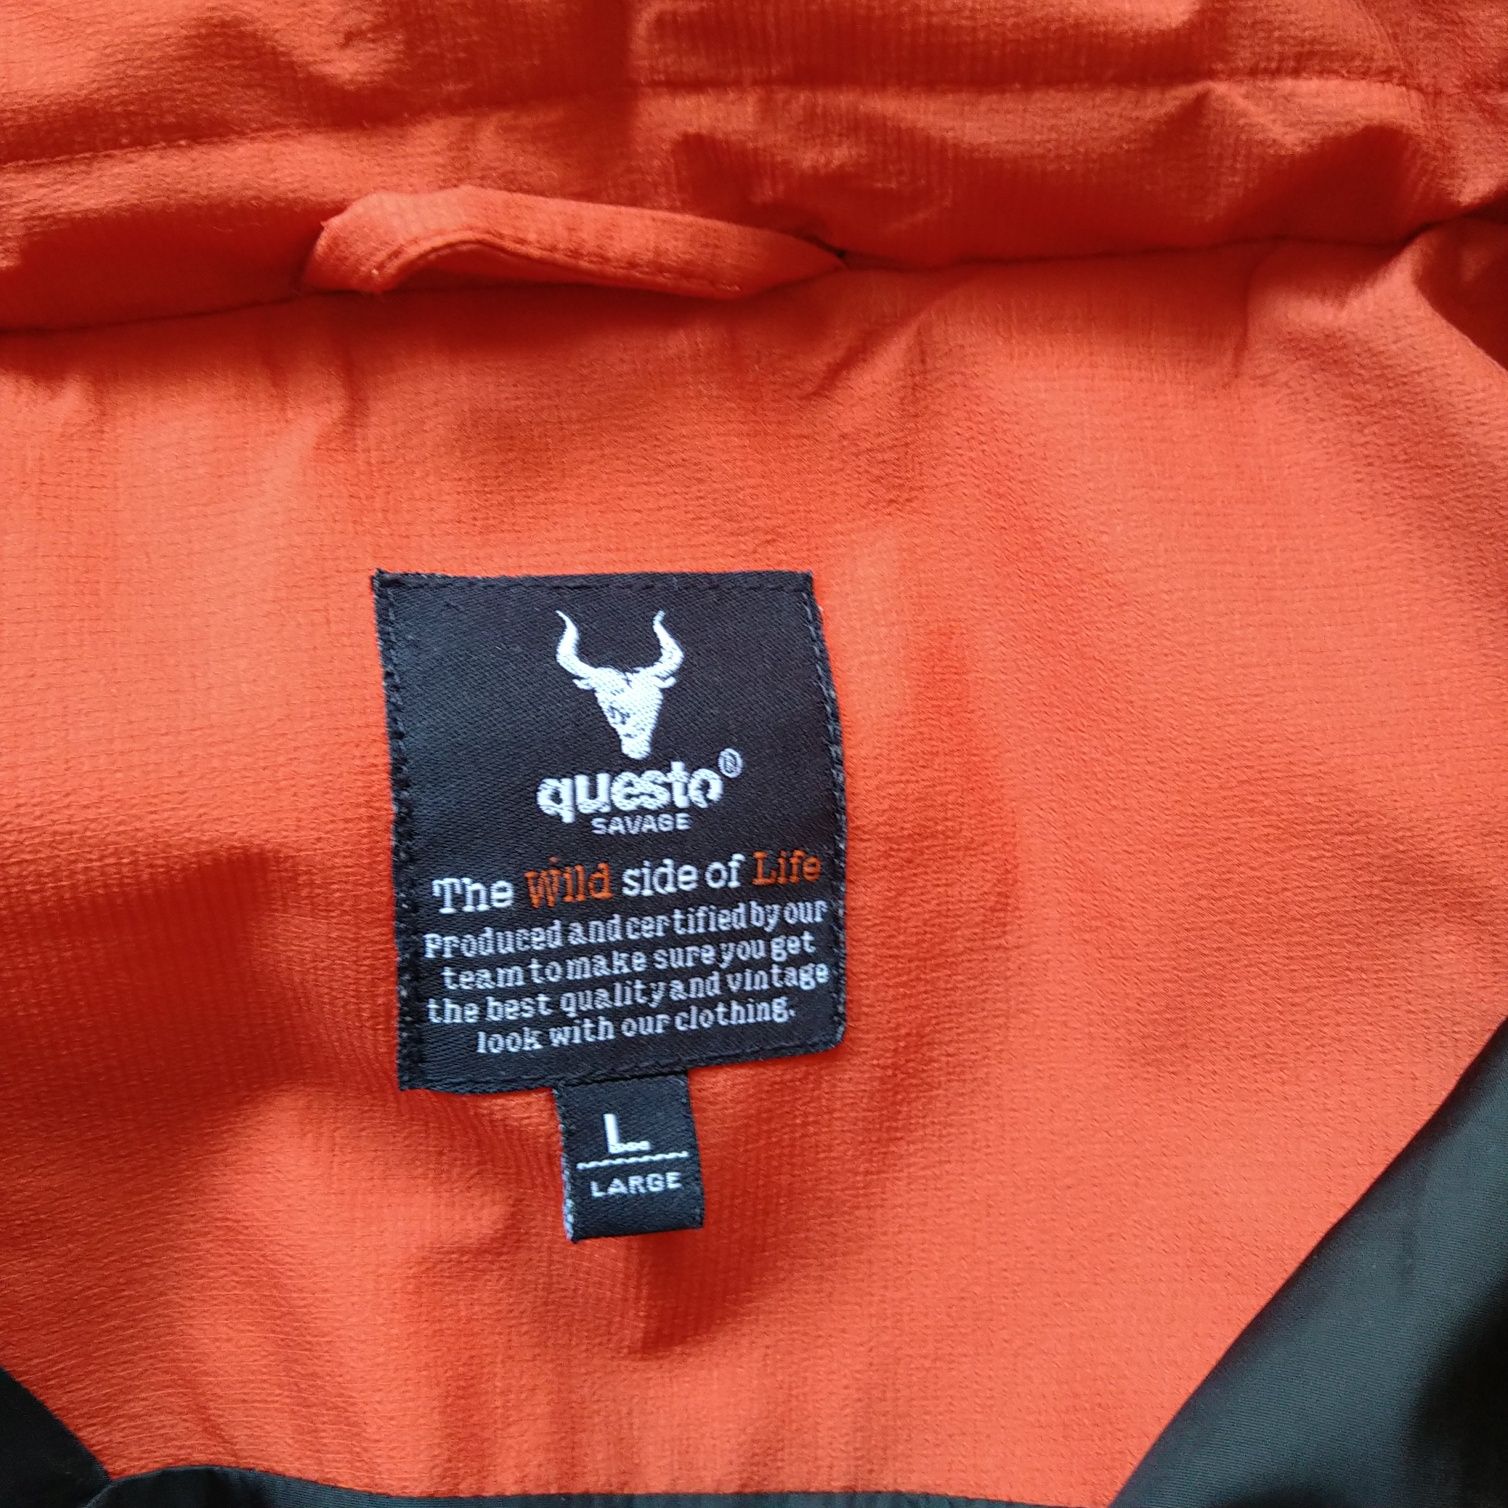 questo®
SAVAGE
The Wild side of Life
Produced and certified by our
team to make sure you get
the best quality and vintage
look with our clothing.
L
LARGE